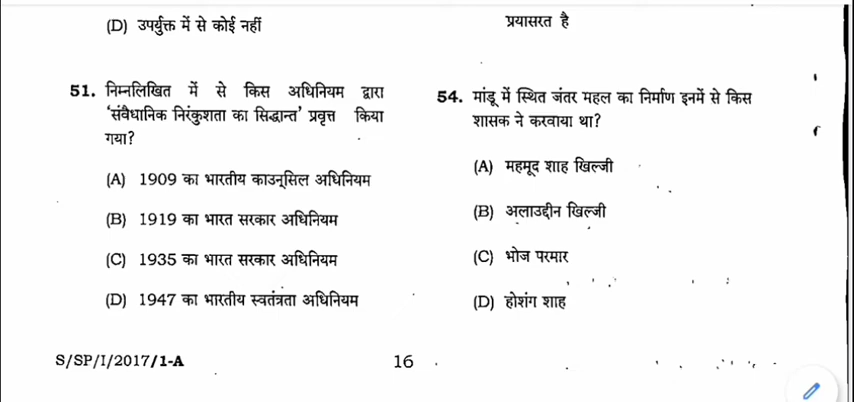 (D) उपर्युक्त में से कोई नहीं
51. निम्नलिखित में से किस अधिनियम द्वारा
‘संवैधानिक निरंकुशता का सिद्धान्त’ प्रवृत्त किया
गया?
(A) 1909 का भारतीय काउन्सिल अधिनियम
(B) 1919 का भारत सरकार अधिनियम
(C) 1935 का भारत सरकार अधिनियम
(D) 1947 का भारतीय स्वतंत्रता अधिनियम
प्रयासरत है
54. मांडू में स्थित जंतर महल का निर्माण इनमें से किस
शासक ने करवाया था?
(A) महमूद शाह खिल्जी
(B) अलाउद्दीन खिल्जी
(C) भोज परमार
(D) होशंग शाह
S/SP/I/2017/1-A
16